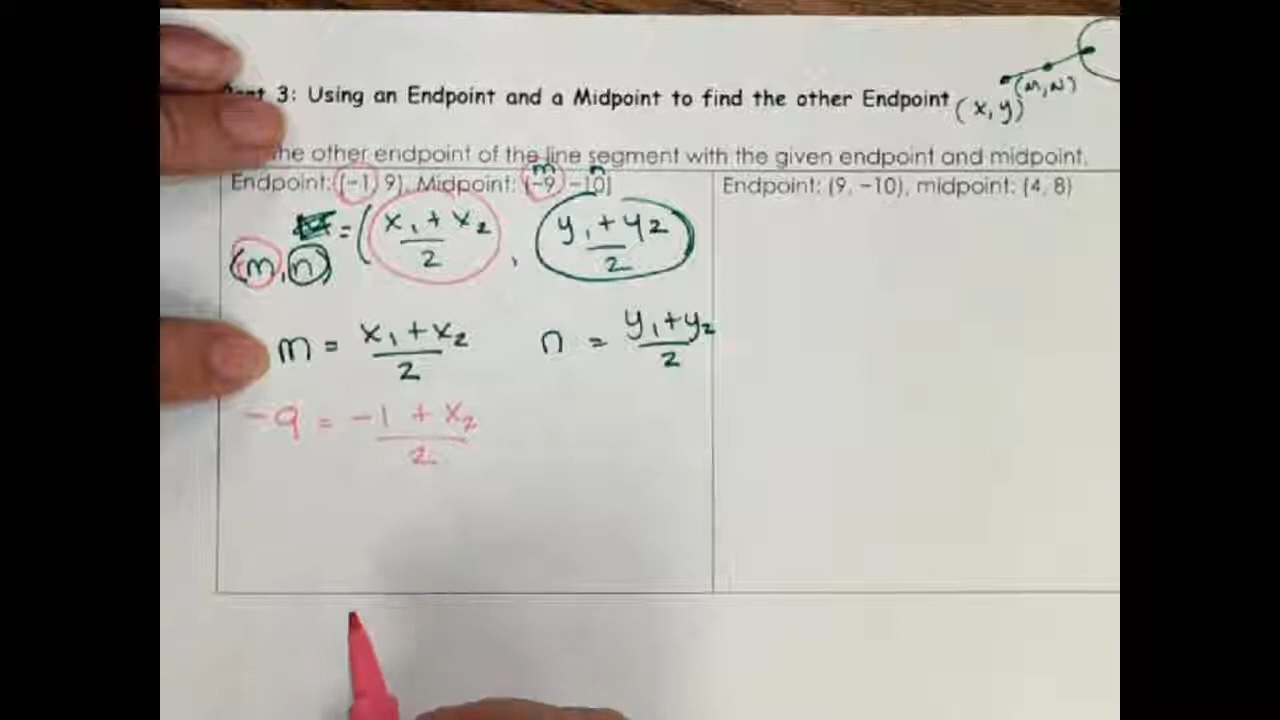 3: Using an Endpoint and a Midpoint to find the other Endpoint (x, y)
(m, n)
the other endpoint of the line segment with the given endpoint and midpoint.
m n
Endpoint: (-1, 9), Midpoint: (-9, -10)
Endpoint: (9, -10), midpoint: (4, 8)
(m, n) = ( x₁ + x₂ / 2 , y₁ + y₂ / 2 )
m = x₁ + x₂ / 2
n = y₁ + y₂ / 2
-9 = -1 + x₂ / 2